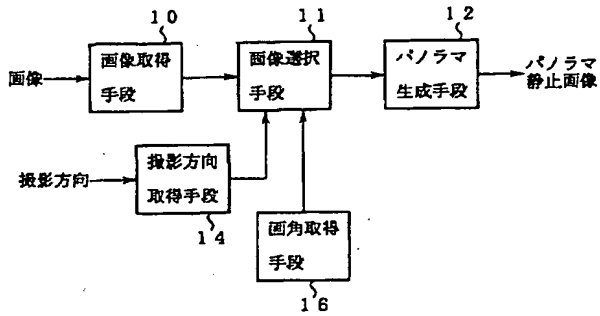 10
11
12
画像
画像取得
手段
画像選択
手段
パノラマ
生成手段
パノラマ
静止画像
撮影方向
撮影方向
取得手段
14
画角取得
手段
16